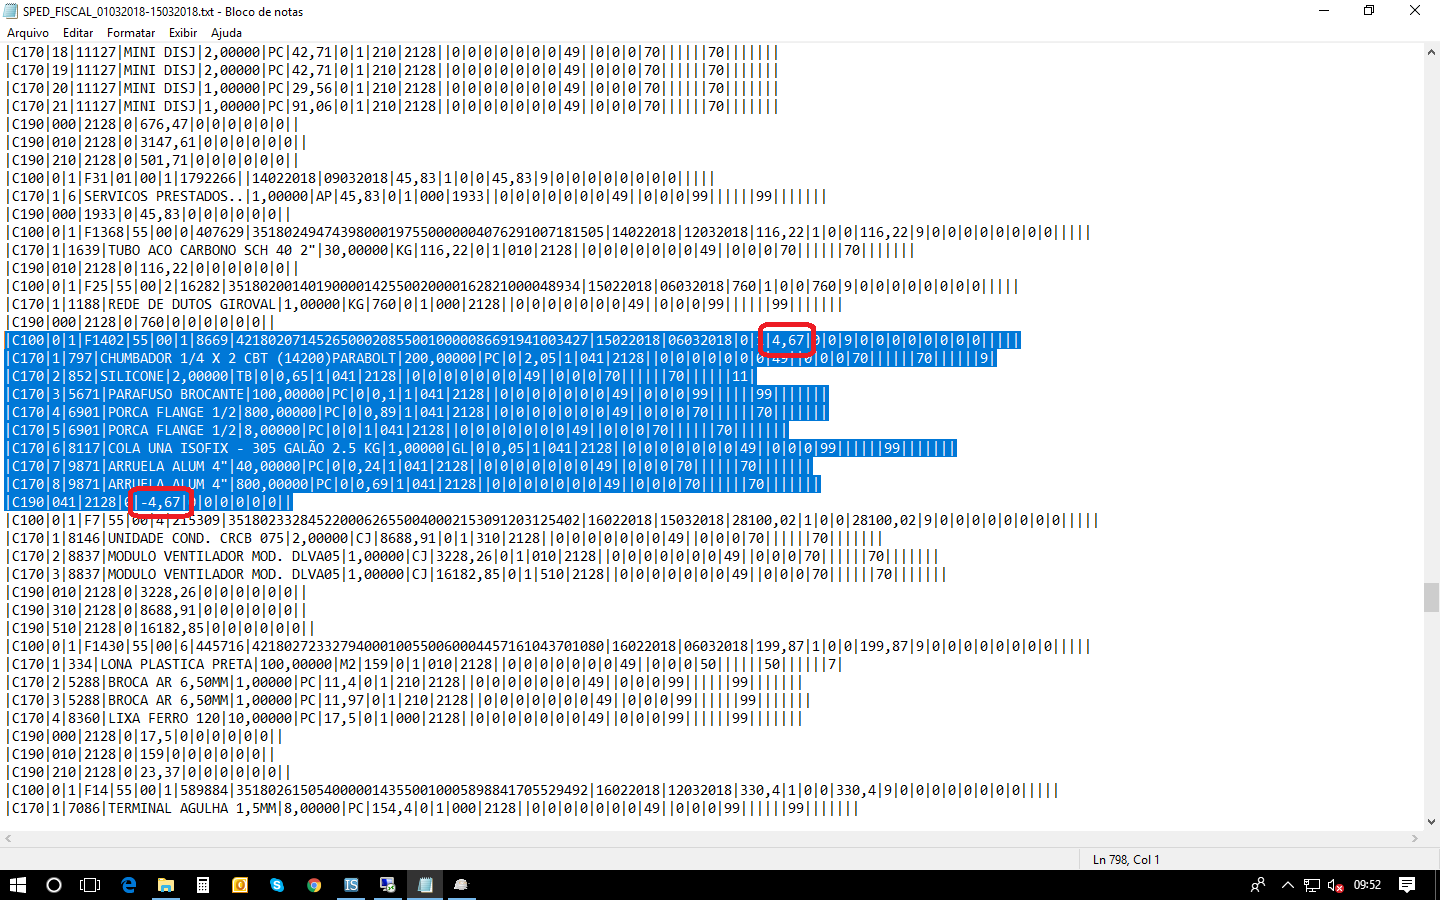 SPED_FISCAL_01032018-15032018.txt - Bloco de notas
Arquivo Editar Formatar Exibir Ajuda
|C170|18|11127|MINI DISJ|2,00000|PC|42,71|0|1|210|2128||0|0|0|0|0|0|0|49||0|0|0|70||||||70|||||||
|C170|19|11127|MINI DISJ|2,00000|PC|42,71|0|1|210|2128||0|0|0|0|0|0|0|49||0|0|0|70||||||70|||||||
|C170|20|11127|MINI DISJ|1,00000|PC|29,56|0|1|210|2128||0|0|0|0|0|0|0|49||0|0|0|70||||||70|||||||
|C170|21|11127|MINI DISJ|1,00000|PC|91,06|0|1|210|2128||0|0|0|0|0|0|0|49||0|0|0|70||||||70|||||||
|C190|000|2128|0|676,47|0|0|0|0|0|0||
|C190|010|2128|0|3147,61|0|0|0|0|0|0||
|C190|210|2128|0|501,71|0|0|0|0|0|0||
|C100|0|1|F31|01|00|1|1792266||14022018|09032018|45,83|1|0|0|45,83|9|0|0|0|0|0|0|0|0|0|||||
|C170|1|6|SERVICOS PRESTADOS..|1,00000|AP|45,83|0|1|000|1933||0|0|0|0|0|0|0|49||0|0|0|99||||||99|||||||
|C190|000|1933|0|45,83|0|0|0|0|0|0||
|C100|0|1|F1368|55|00|0|407629|35180249474398000197550000004076291007181505|14022018|12032018|116,22|1|0|0|116,22|9|0|0|0|0|0|0|0|0|0|||||
|C170|1|1639|TUBO ACO CARBONO SCH 40 2"|30,00000|KG|116,22|0|1|010|2128||0|0|0|0|0|0|0|49||0|0|0|70||||||70|||||||
|C190|010|2128|0|116,22|0|0|0|0|0|0||
|C100|0|1|F25|55|00|2|16282|35180200140190000142550020000162821000048934|15022018|06032018|760|1|0|0|760|9|0|0|0|0|0|0|0|0|0|||||
|C170|1|1188|REDE DE DUTOS GIROVAL|1,00000|KG|760|0|1|000|2128||0|0|0|0|0|0|0|49||0|0|0|99||||||99|||||||
|C190|000|2128|0|760|0|0|0|0|0|0||
|C100|0|1|F1402|55|00|1|8669|42180207145265000208550010000086691941003427|15022018|06032018|0| |4,67|0|0|9|0|0|0|0|0|0|0|0|0|||||
|C170|1|797|CHUMBADOR 1/4 X 2 CBT (14200)PARABOLT|200,00000|PC|0|2,05|1|041|2128||0|0|0|0|0|0|0|49||0|0|0|70||||||70||||||9|
|C170|2|852|SILICONE|2,00000|TB|0|0,65|1|041|2128||0|0|0|0|0|0|0|49||0|0|0|70||||||70||||||11|
|C170|3|5671|PARAFUSO BROCANTE|100,00000|PC|0|0,1|1|041|2128||0|0|0|0|0|0|0|49||0|0|0|99||||||99|||||||
|C170|4|6901|PORCA FLANGE 1/2|800,00000|PC|0|0,89|1|041|2128||0|0|0|0|0|0|0|49||0|0|0|70||||||70|||||||
|C170|5|6901|PORCA FLANGE 1/2|8,00000|PC|0|0|1|041|2128||0|0|0|0|0|0|0|49||0|0|0|70||||||70|||||||
|C170|6|8117|COLA UNA ISOFIX - 305 GALÃO 2.5 KG|1,00000|GL|0|0,05|1|041|2128||0|0|0|0|0|0|0|49||0|0|0|99||||||99|||||||
|C170|7|9871|ARRUELA ALUM 4"|40,00000|PC|0|0,24|1|041|2128||0|0|0|0|0|0|0|49||0|0|0|70||||||70|||||||
|C170|8|9871|ARRUELA ALUM 4"|800,00000|PC|0|0,69|1|041|2128||0|0|0|0|0|0|0|49||0|0|0|70||||||70|||||||
|C190|041|2128|0|-4,67|0|0|0|0|0|0||
|C100|0|1|F7|55|00|4|215309|35180233284522000626550040002153091203125402|16022018|15032018|28100,02|1|0|0|28100,02|9|0|0|0|0|0|0|0|0|0|||||
|C170|1|8146|UNIDADE COND. CRCB 075|2,00000|CJ|8688,91|0|1|310|2128||0|0|0|0|0|0|0|49||0|0|0|70||||||70|||||||
|C170|2|8837|MODULO VENTILADOR MOD. DLVA05|1,00000|CJ|3228,26|0|1|010|2128||0|0|0|0|0|0|0|49||0|0|0|70||||||70|||||||
|C170|3|8837|MODULO VENTILADOR MOD. DLVA05|1,00000|CJ|16182,85|0|1|510|2128||0|0|0|0|0|0|0|49||0|0|0|70||||||70|||||||
|C190|010|2128|0|3228,26|0|0|0|0|0|0||
|C190|310|2128|0|8688,91|0|0|0|0|0|0||
|C190|510|2128|0|16182,85|0|0|0|0|0|0||
|C100|0|1|F1430|55|00|6|445716|42180272332794000100550060004457161043701080|16022018|06032018|199,87|1|0|0|199,87|9|0|0|0|0|0|0|0|0|0|||||
|C170|1|334|LONA PLASTICA PRETA|100,00000|M2|159|0|1|010|2128||0|0|0|0|0|0|0|49||0|0|0|50||||||50||||||7|
|C170|2|5288|BROCA AR 6,50MM|1,00000|PC|11,4|0|1|210|2128||0|0|0|0|0|0|0|49||0|0|0|99||||||99|||||||
|C170|3|5288|BROCA AR 6,50MM|1,00000|PC|11,97|0|1|210|2128||0|0|0|0|0|0|0|49||0|0|0|99||||||99|||||||
|C170|4|8360|LIXA FERRO 120|10,00000|PC|17,5|0|1|000|2128||0|0|0|0|0|0|0|49||0|0|0|99||||||99|||||||
|C190|000|2128|0|17,5|0|0|0|0|0|0||
|C190|010|2128|0|159|0|0|0|0|0|0||
|C190|210|2128|0|23,37|0|0|0|0|0|0||
|C100|0|1|F14|55|00|1|589884|35180261505400000143550010005898841705529492|16022018|12032018|330,4|1|0|0|330,4|9|0|0|0|0|0|0|0|0|0|||||
|C170|1|7086|TERMINAL AGULHA 1,5MM|8,00000|PC|154,4|0|1|000|2128||0|0|0|0|0|0|0|49||0|0|0|99||||||99|||||||
Ln 798, Col 1
TS
09:52